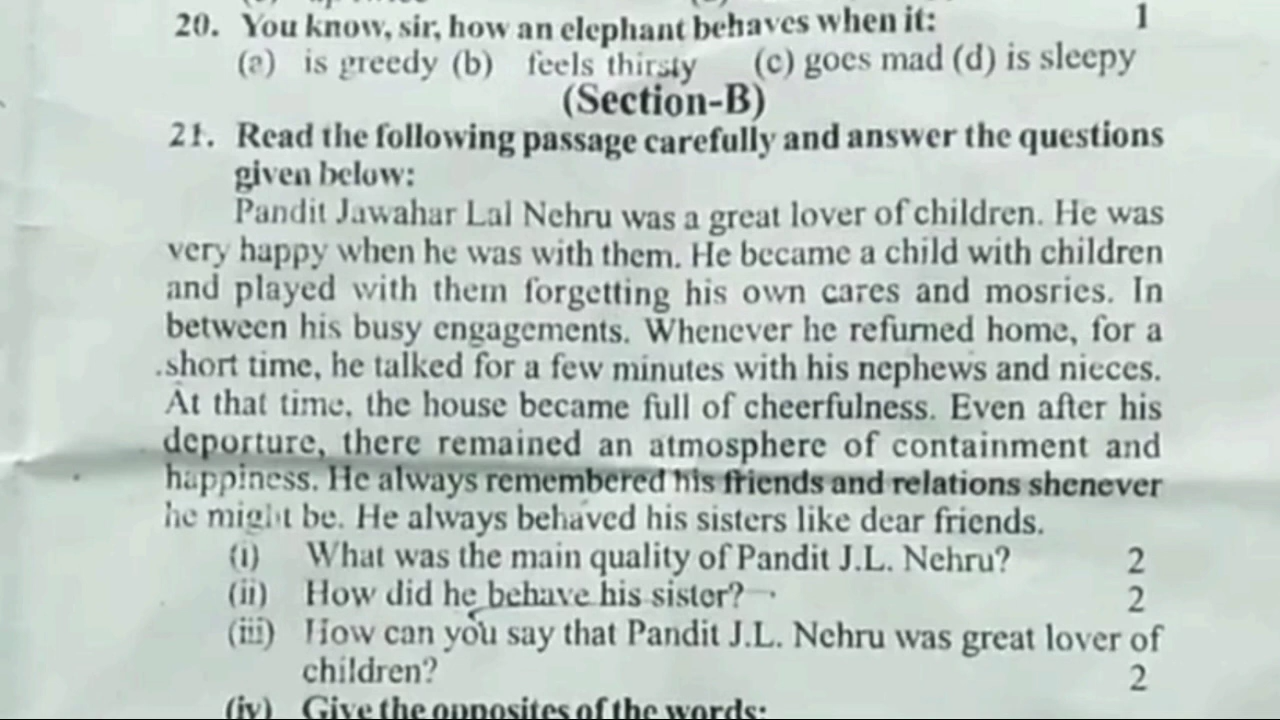 20. You know, sir, how an elephant behaves when it: 1
(a) is greedy (b) feels thirsty (c) goes mad (d) is sleepy
(Section-B)
21. Read the following passage carefully and answer the questions
given below:
Pandit Jawahar Lal Nehru was a great lover of children. He was
very happy when he was with them. He became a child with children
and played with them forgetting his own cares and mosries. In
between his busy engagements. Whenever he refurned home, for a
short time, he talked for a few minutes with his nephews and nieces.
At that time, the house became full of cheerfulness. Even after his
deporture, there remained an atmosphere of containment and
happiness. He always remembered his friends and relations shenever
he might be. He always behaved his sisters like dear friends.
(i) What was the main quality of Pandit J.L. Nehru? 2
(ii) How did he behave his sister? 2
(iii) How can you say that Pandit J.L. Nehru was great lover of
children? 2
(iv) Give the opposites of the words: